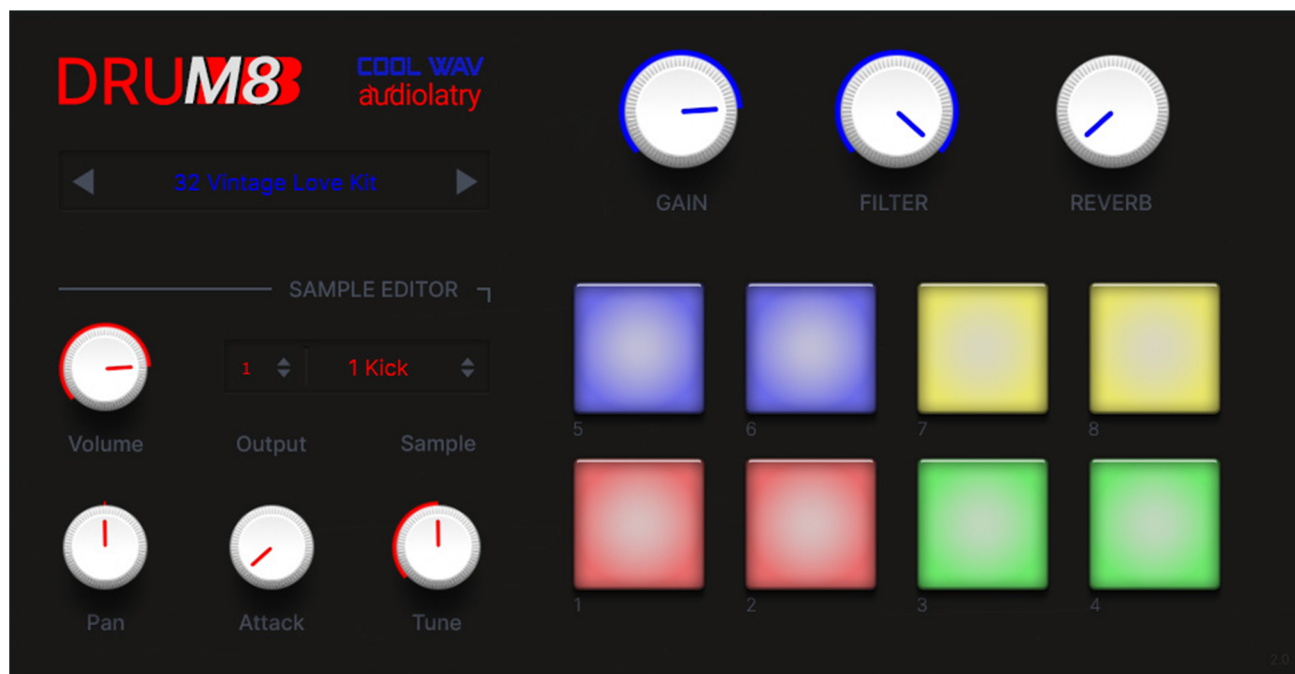 DRUM8
COOL WAV
audiolatry
32 Vintage Love Kit
GAIN
FILTER
REVERB
SAMPLE EDITOR
1
1 Kick
Volume
Output
Sample
Pan
Attack
Tune
5
6
7
8
1
2
3
4
2.0